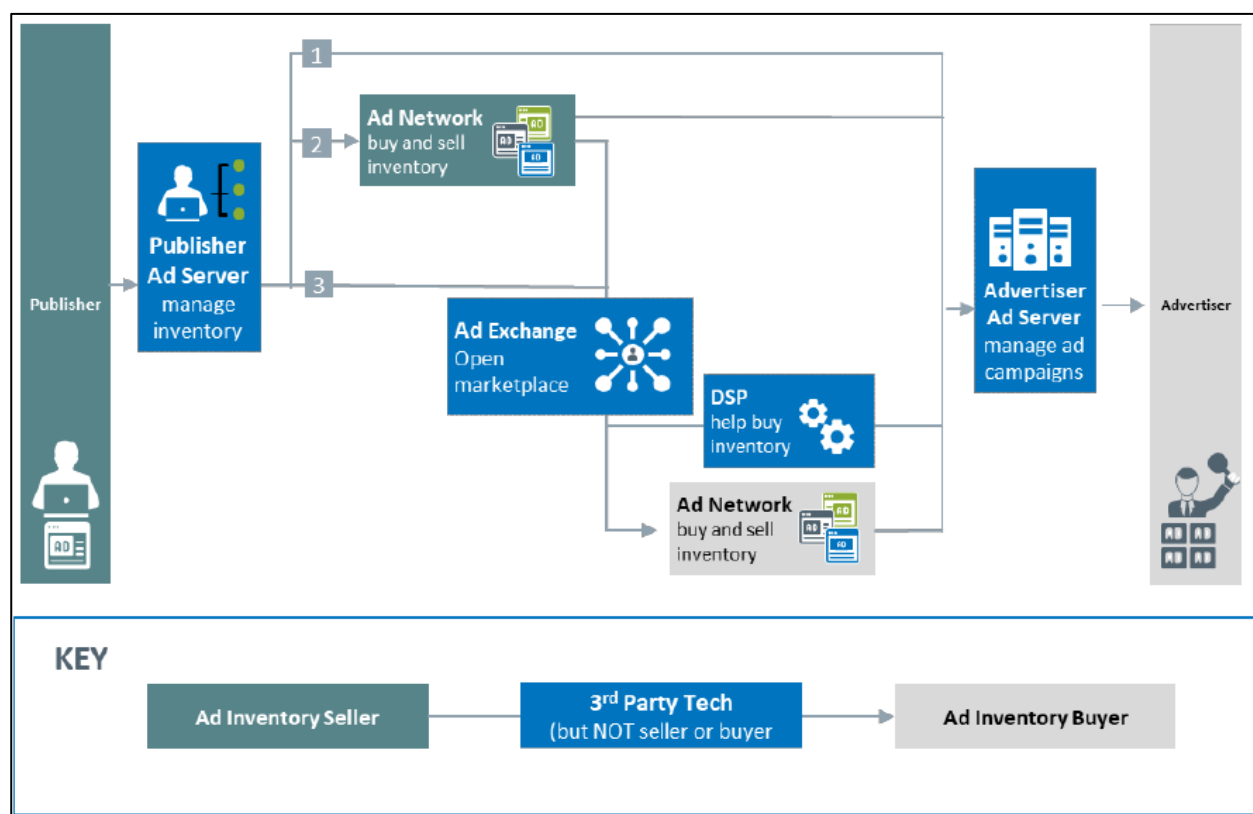 1
Ad Network
buy and sell
inventory
AD
AD
AD
2
Publisher
Ad Server
manage
inventory
Publisher
3
Ad Exchange
Open
marketplace
DSP
help buy
inventory
Ad Network
buy and sell
inventory
AD
AD
AD
Advertiser
Ad Server
manage ad
campaigns
Advertiser
AD
AD AD
AD AD
KEY
Ad Inventory Seller
3rd Party Tech
(but NOT seller or buyer
Ad Inventory Buyer